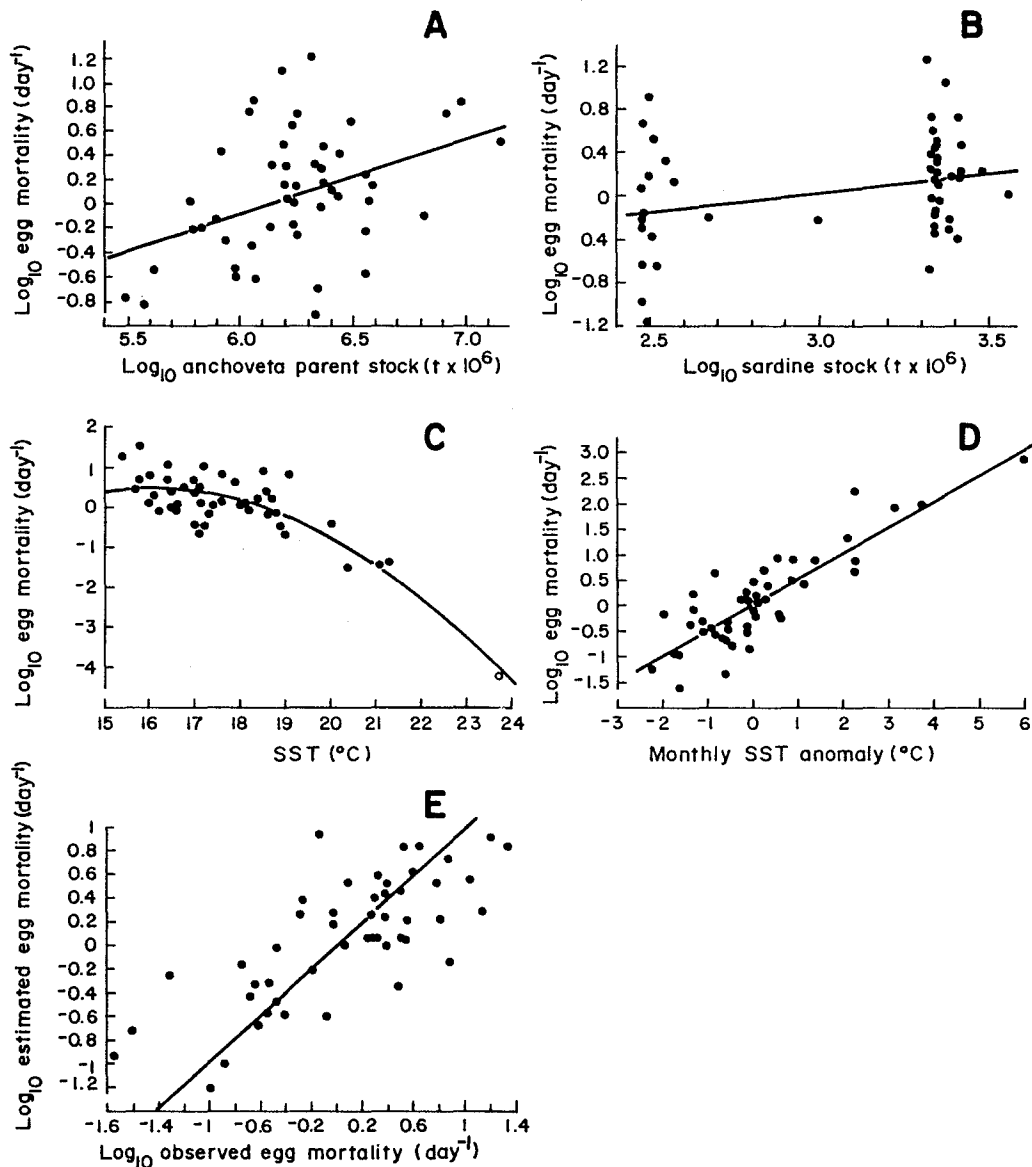 A
Log10 egg mortality (day-1)
1.2
1.0
0.8
0.6
0.4
0.2
0
-0.2
-0.4
-0.6
-0.8
5.5 6.0 6.5 7.0
Log10 anchoveta parent stock (t x 10^6)
B
Log10 egg mortality (day-1)
1.2
0.8
0.4
0
0.4
-0.8
-1.2
2.5 3.0 3.5
Log10 sardine stock (t x 10^6)
C
Log10 egg mortality (day-1)
2
1
0
-1
-2
-3
-4
15 16 17 18 19 20 21 22 23 24
SST (°C)
D
Log10 egg mortality (day-1)
3.0
2.5
2.0
1.5
1.0
0.5
0
-0.5
-1.0
-1.5
-3 -2 -1 0 1 2 3 4 5 6
Monthly SST anomaly (°C)
E
Log10 estimated egg mortality (day-1)
1
0.8
0.6
0.4
0.2
0
-0.2
-0.4
-0.6
-0.8
-1
-1.2
-1.6 -1.4 -1 -0.6 -0.2 0.2 0.6 1 1.4
Log10 observed egg mortality (day-1)